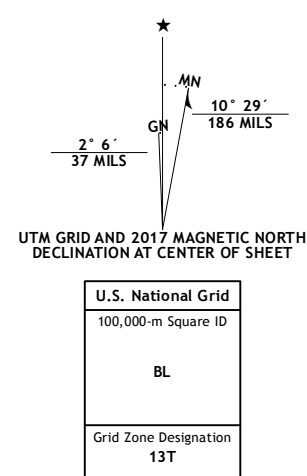 ★
MN
GN
10° 29´
186 MILS
2° 6´
37 MILS
UTM GRID AND 2017 MAGNETIC NORTH
DECLINATION AT CENTER OF SHEET
U.S. National Grid
100,000-m Square ID
BL
Grid Zone Designation
13T